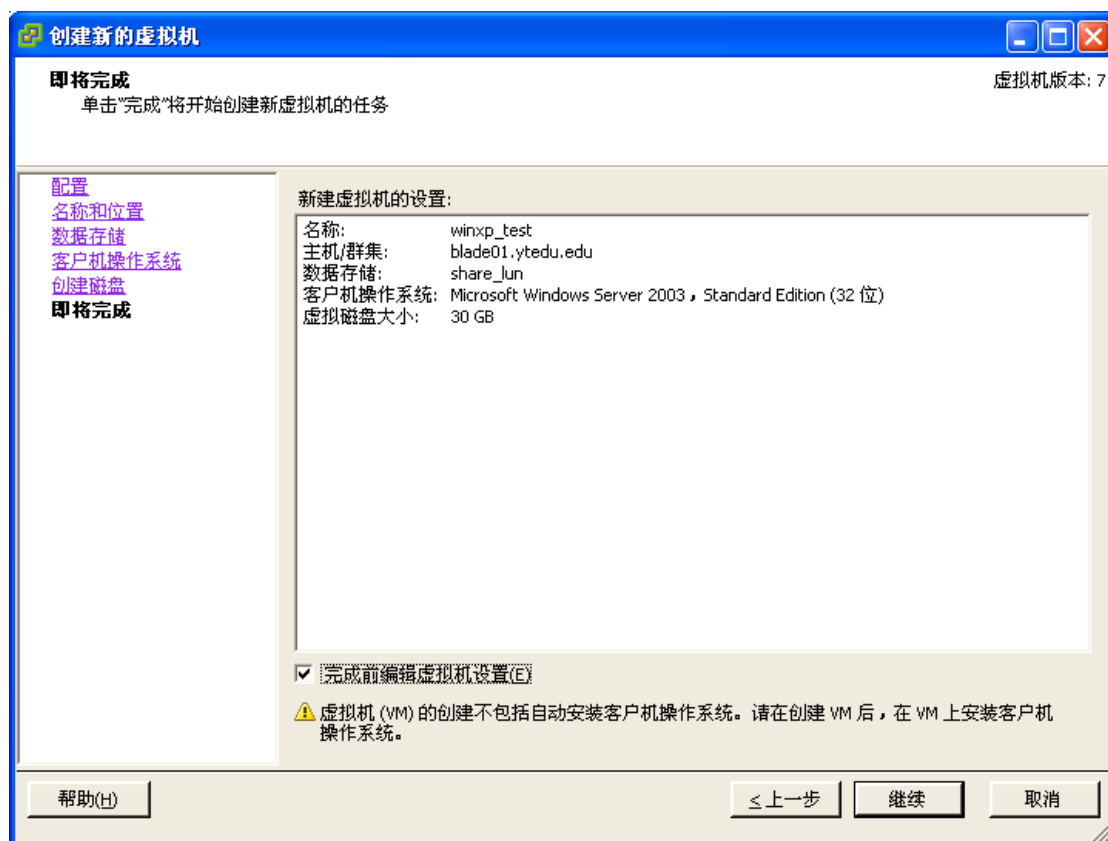 创建新的虚拟机
即将完成
虚拟机版本: 7
单击"完成"将开始创建新虚拟机的任务
配置
名称和位置
数据存储
客户机操作系统
创建磁盘
即将完成
新建虚拟机的设置:
名称: winxp_test
主机/群集: blade01.ytedu.edu
数据存储: share_lun
客户机操作系统: Microsoft Windows Server 2003，Standard Edition (32 位)
虚拟磁盘大小: 30 GB
完成前编辑虚拟机设置(E)
虚拟机 (VM) 的创建不包括自动安装客户机操作系统。请在创建 VM 后，在 VM 上安装客户机
操作系统。
帮助(H)
≤上一步
继续
取消